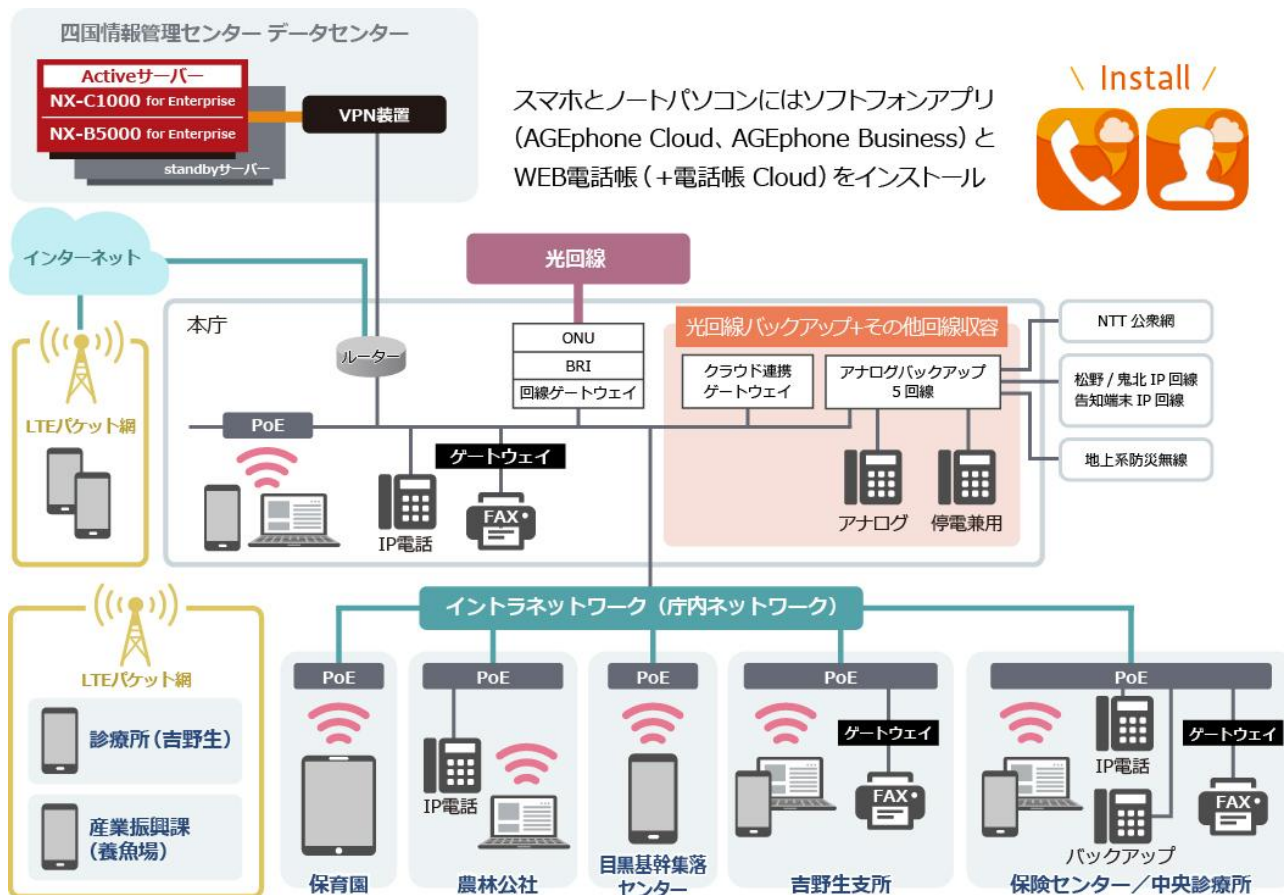 四国情報管理センター データセンター
Activeサーバー
NX-C1000 for Enterprise
NX-B5000 for Enterprise
standbyサーバー
VPN装置
スマホとノートパソコンにはソフトフォンアプリ
（AGEphone Cloud、AGEphone Business）と
WEB電話帳（+電話帳 Cloud）をインストール
\ Install /
インターネット
光回線
本庁
ルーター
ONU
BRI
回線ゲートウェイ
光回線バックアップ+その他回線収容
クラウド連携
ゲートウェイ
アナログバックアップ
5回線
NTT 公衆網
松野 / 鬼北 IP 回線
告知端末 IP 回線
地上系防災無線
LTEパケット網
PoE
ゲートウェイ
IP電話
FAX
アナログ
停電兼用
イントラネットワーク（庁内ネットワーク）
LTEパケット網
診療所（吉野生）
産業振興課
（養魚場）
PoE
保育園
PoE
IP電話
農林公社
PoE
目黒基幹集落
センター
PoE
ゲートウェイ
FAX
吉野生支所
PoE
IP電話
バックアップ
ゲートウェイ
FAX
保険センター／中央診療所